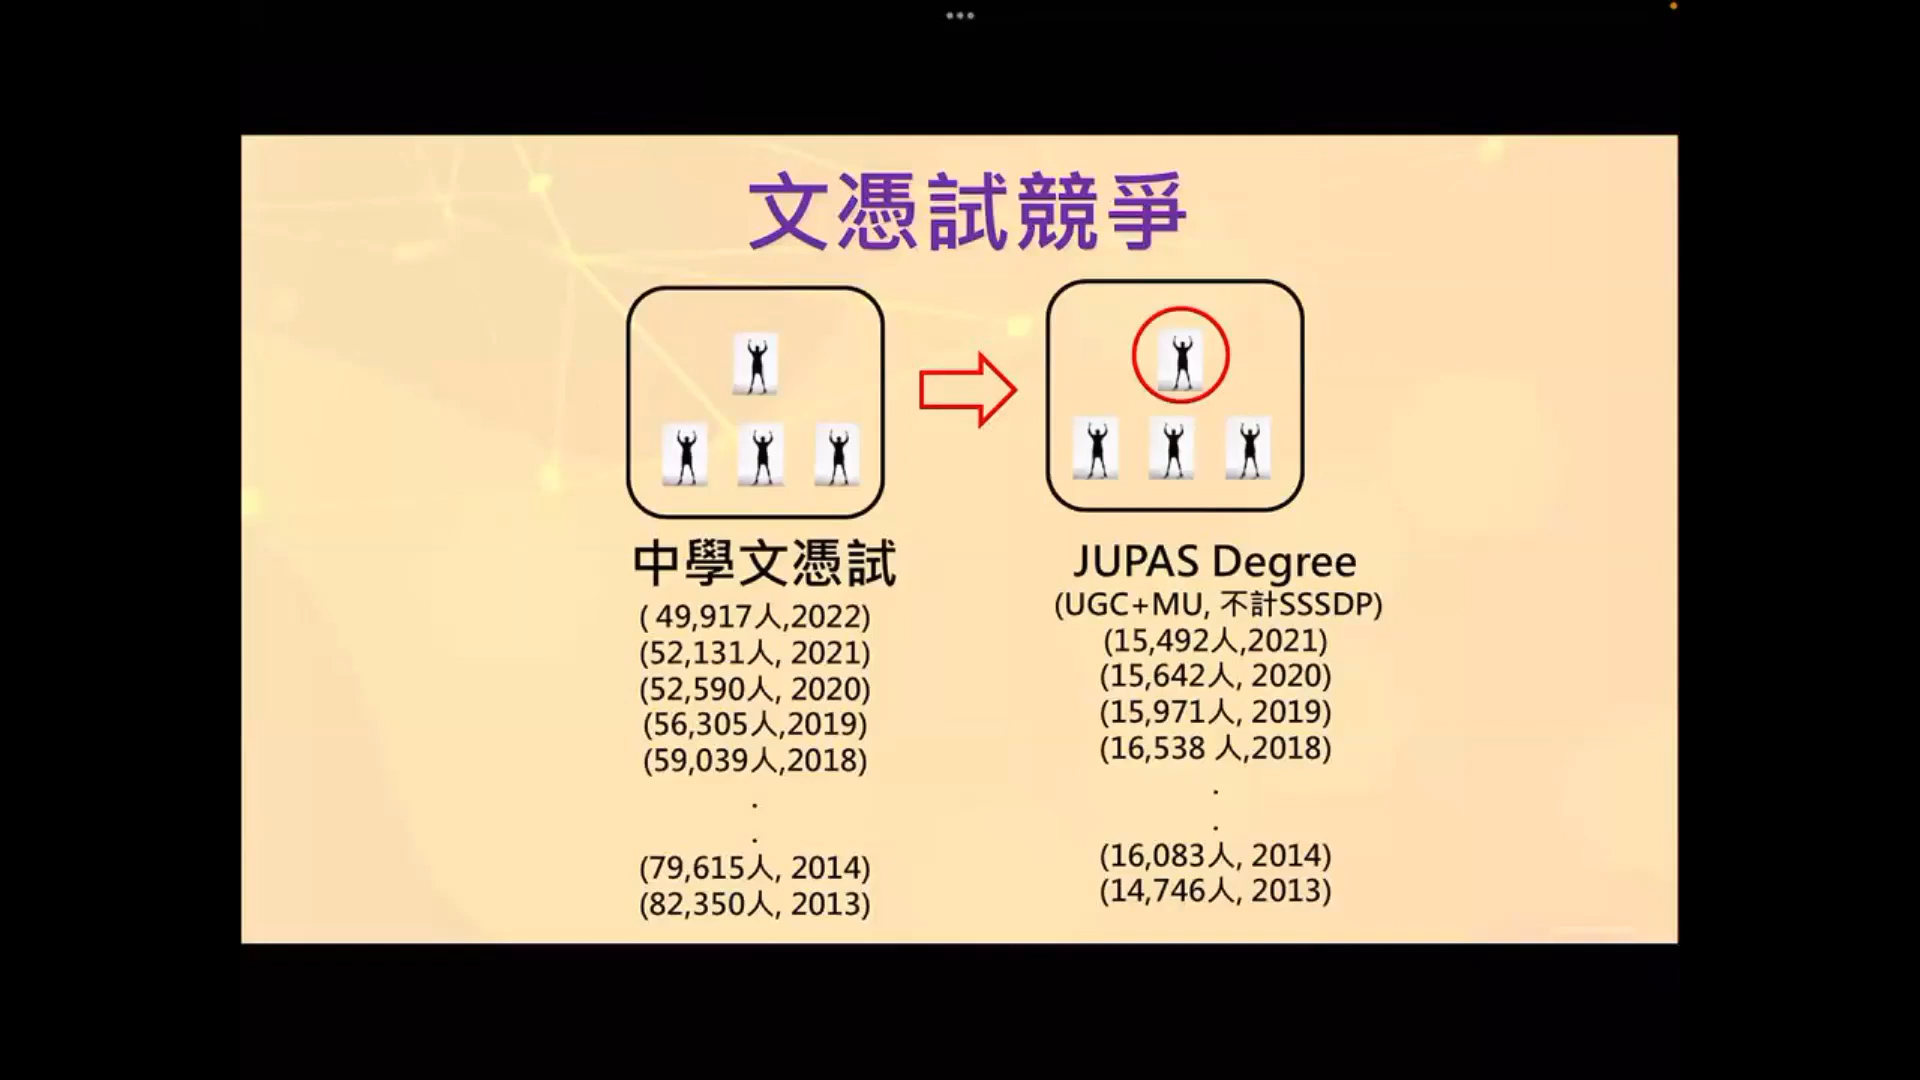 文憑試競爭
中學文憑試
( 49,917人,2022)
(52,131人, 2021)
(52,590人, 2020)
(56,305人,2019)
(59,039人,2018)
.
.
(79,615人, 2014)
(82,350人, 2013)
JUPAS Degree
(UGC+MU, 不計SSSDP)
(15,492人,2021)
(15,642人, 2020)
(15,971人, 2019)
(16,538 人,2018)
.
.
(16,083人, 2014)
(14,746人, 2013)